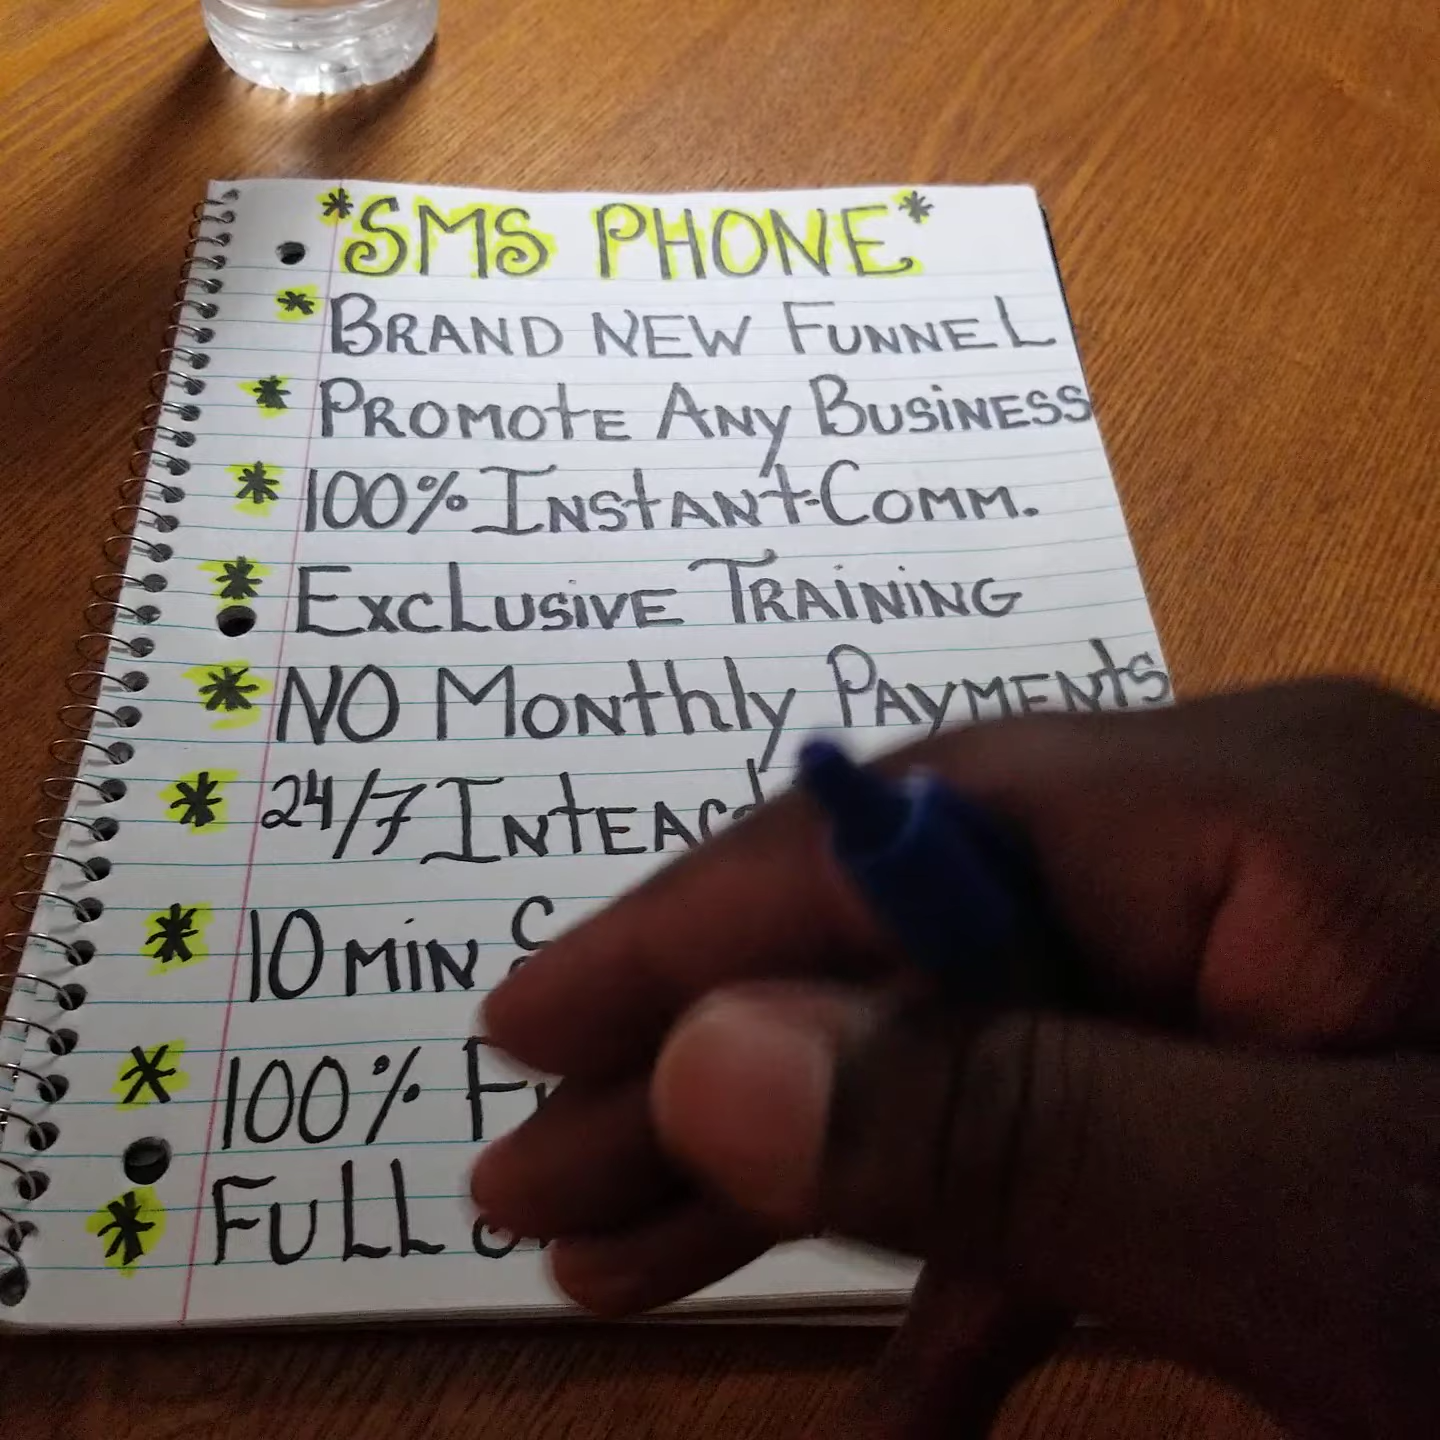 *SMS PHONE*
* BRAND NEW FUNNEL
* PROMOTE ANY BUSINESS
* 100% INSTANT-COMM.
* EXCLUSIVE TRAINING
* NO MONTHLY PAYMENTS
* 24/7
* 10 MIN
* 100%
* FULL